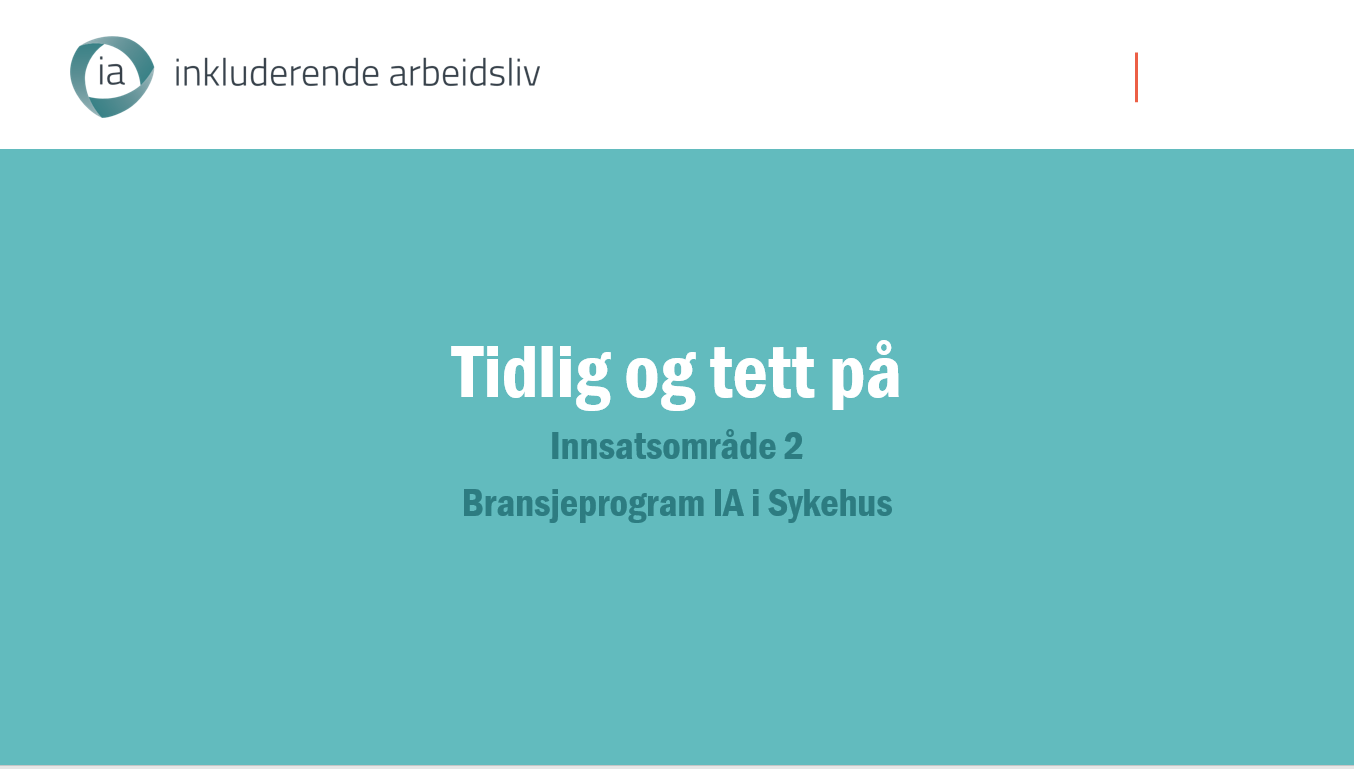 ia
inkluderende arbeidsliv
Tidlig og tett på
Innsatsområde 2
Bransjeprogram IA i Sykehus